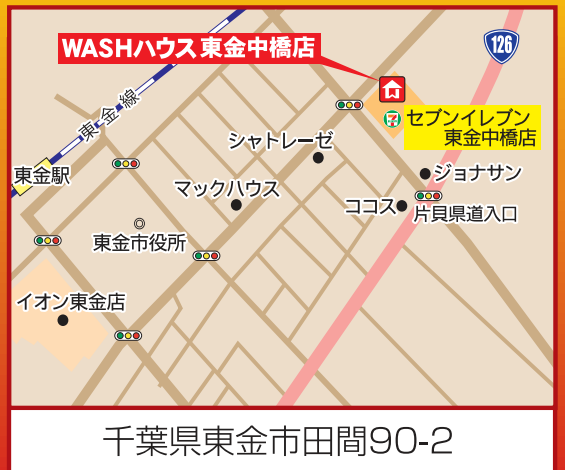 126
WASHハウス 東金中橋店
東金線
セブンイレブン
東金中橋店
シャトレーゼ
東金駅
ジョナサン
マックハウス
ココス
片貝県道入口
東金市役所
イオン東金店
千葉県東金市田間90-2